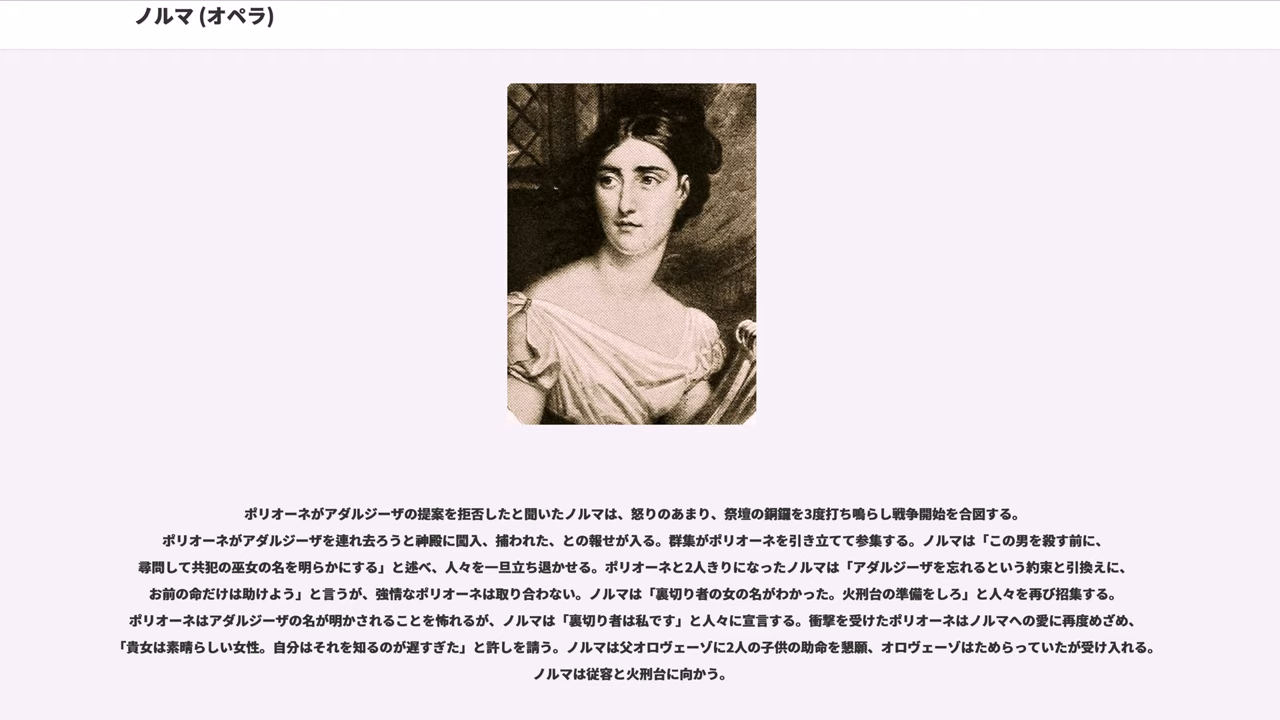 ノルマ (オペラ)
ポリオーネがアダルジーザの提案を拒否したと聞いたノルマは、怒りのあまり、祭壇の銅鑼を3度打ち鳴らし戦争開始を合図する。
ポリオーネがアダルジーザを連れ去ろうと神殿に闖入、捕われた、との報せが入る。群集がポリオーネを引き立てて参集する。ノルマは「この男を殺す前に、
尋問して共犯の巫女の名を明らかにする」と述べ、人々を一旦立ち退かせる。ポリオーネと2人きりになったノルマは「アダルジーザを忘れるという約束と引換えに、
お前の命だけは助けよう」と言うが、強情なポリオーネは取り合わない。ノルマは「裏切り者の女の名がわかった。火刑台の準備をしろ」と人々を再び招集する。
ポリオーネはアダルジーザの名が明かされることを怖れるが、ノルマは「裏切り者は私です」と人々に宣言する。衝撃を受けたポリオーネはノルマへの愛に再度めざめ、
「貴女は素晴らしい女性。自分はそれを知るのが遅すぎた」と許しを請う。ノルマは父オロヴェーゾに2人の子供の助命を懇願、オロヴェーゾはためらっていたが受け入れる。
ノルマは従容と火刑台に向かう。